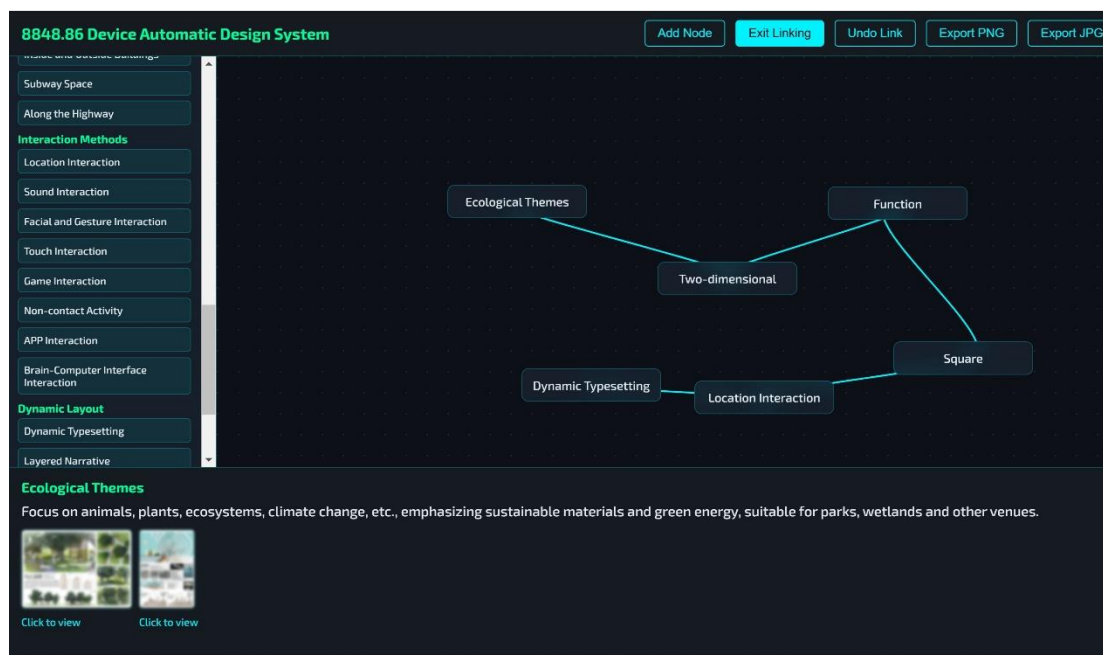 8848.86 Device Automatic Design System
Add Node
Exit Linking
Undo Link
Export PNG
Export JPG
Inside and Outside Buildings
Subway Space
Along the Highway
Interaction Methods
Location Interaction
Sound Interaction
Facial and Gesture Interaction
Touch Interaction
Game Interaction
Non-contact Activity
APP Interaction
Brain-Computer Interface
Interaction
Dynamic Layout
Dynamic Typesetting
Layered Narrative
Ecological Themes
Function
Two-dimensional
Square
Dynamic Typesetting
Location Interaction
Ecological Themes
Focus on animals, plants, ecosystems, climate change, etc., emphasizing sustainable materials and green energy, suitable for parks, wetlands and other venues.
Click to view
Click to view